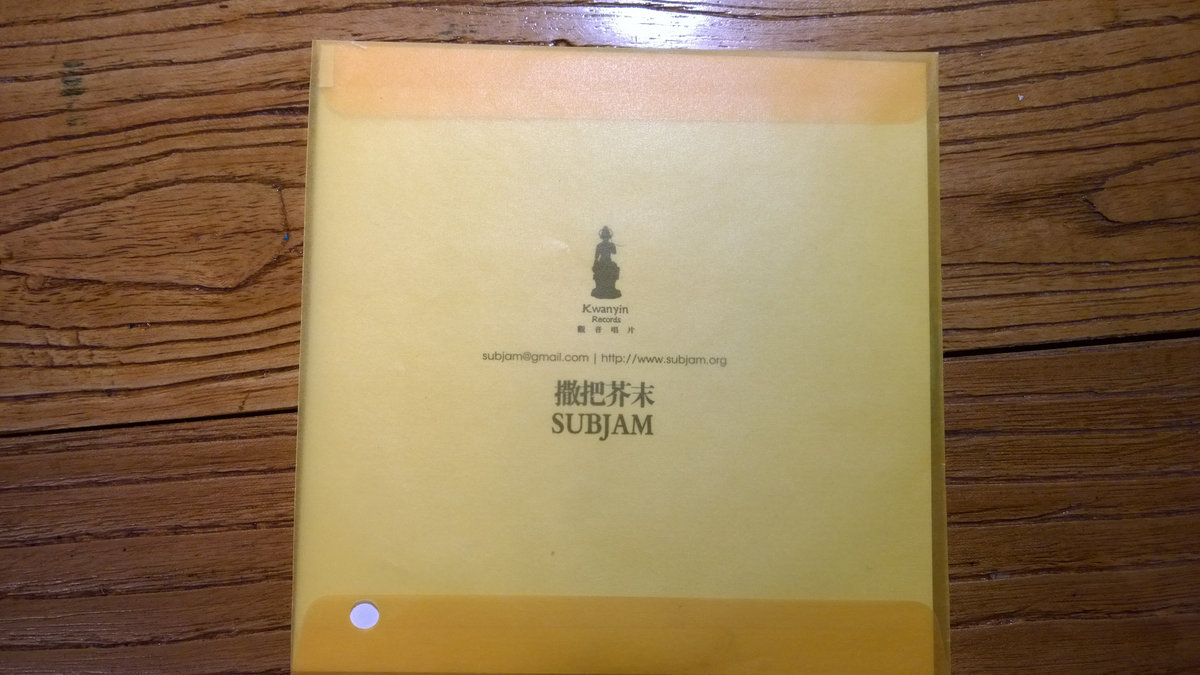 Kwanyin
Records
觀音唱片
subjam@gmail.com | http://www.subjam.org
撒把芥末
SUBJAM